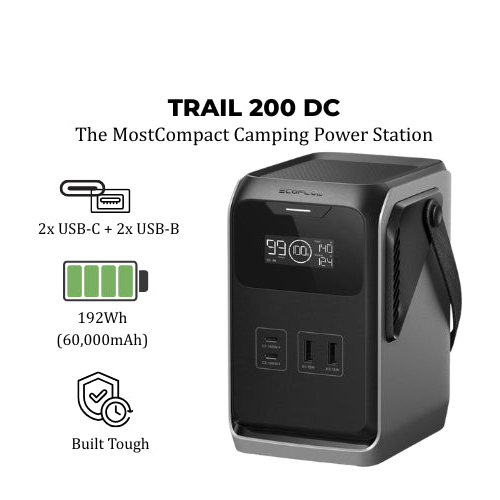 TRAIL 200 DC
The MostCompact Camping Power Station
ECOFLOW
2x USB-C + 2x USB-B
99
100
140
124
192Wh
(60,000mAh)
Built Tough